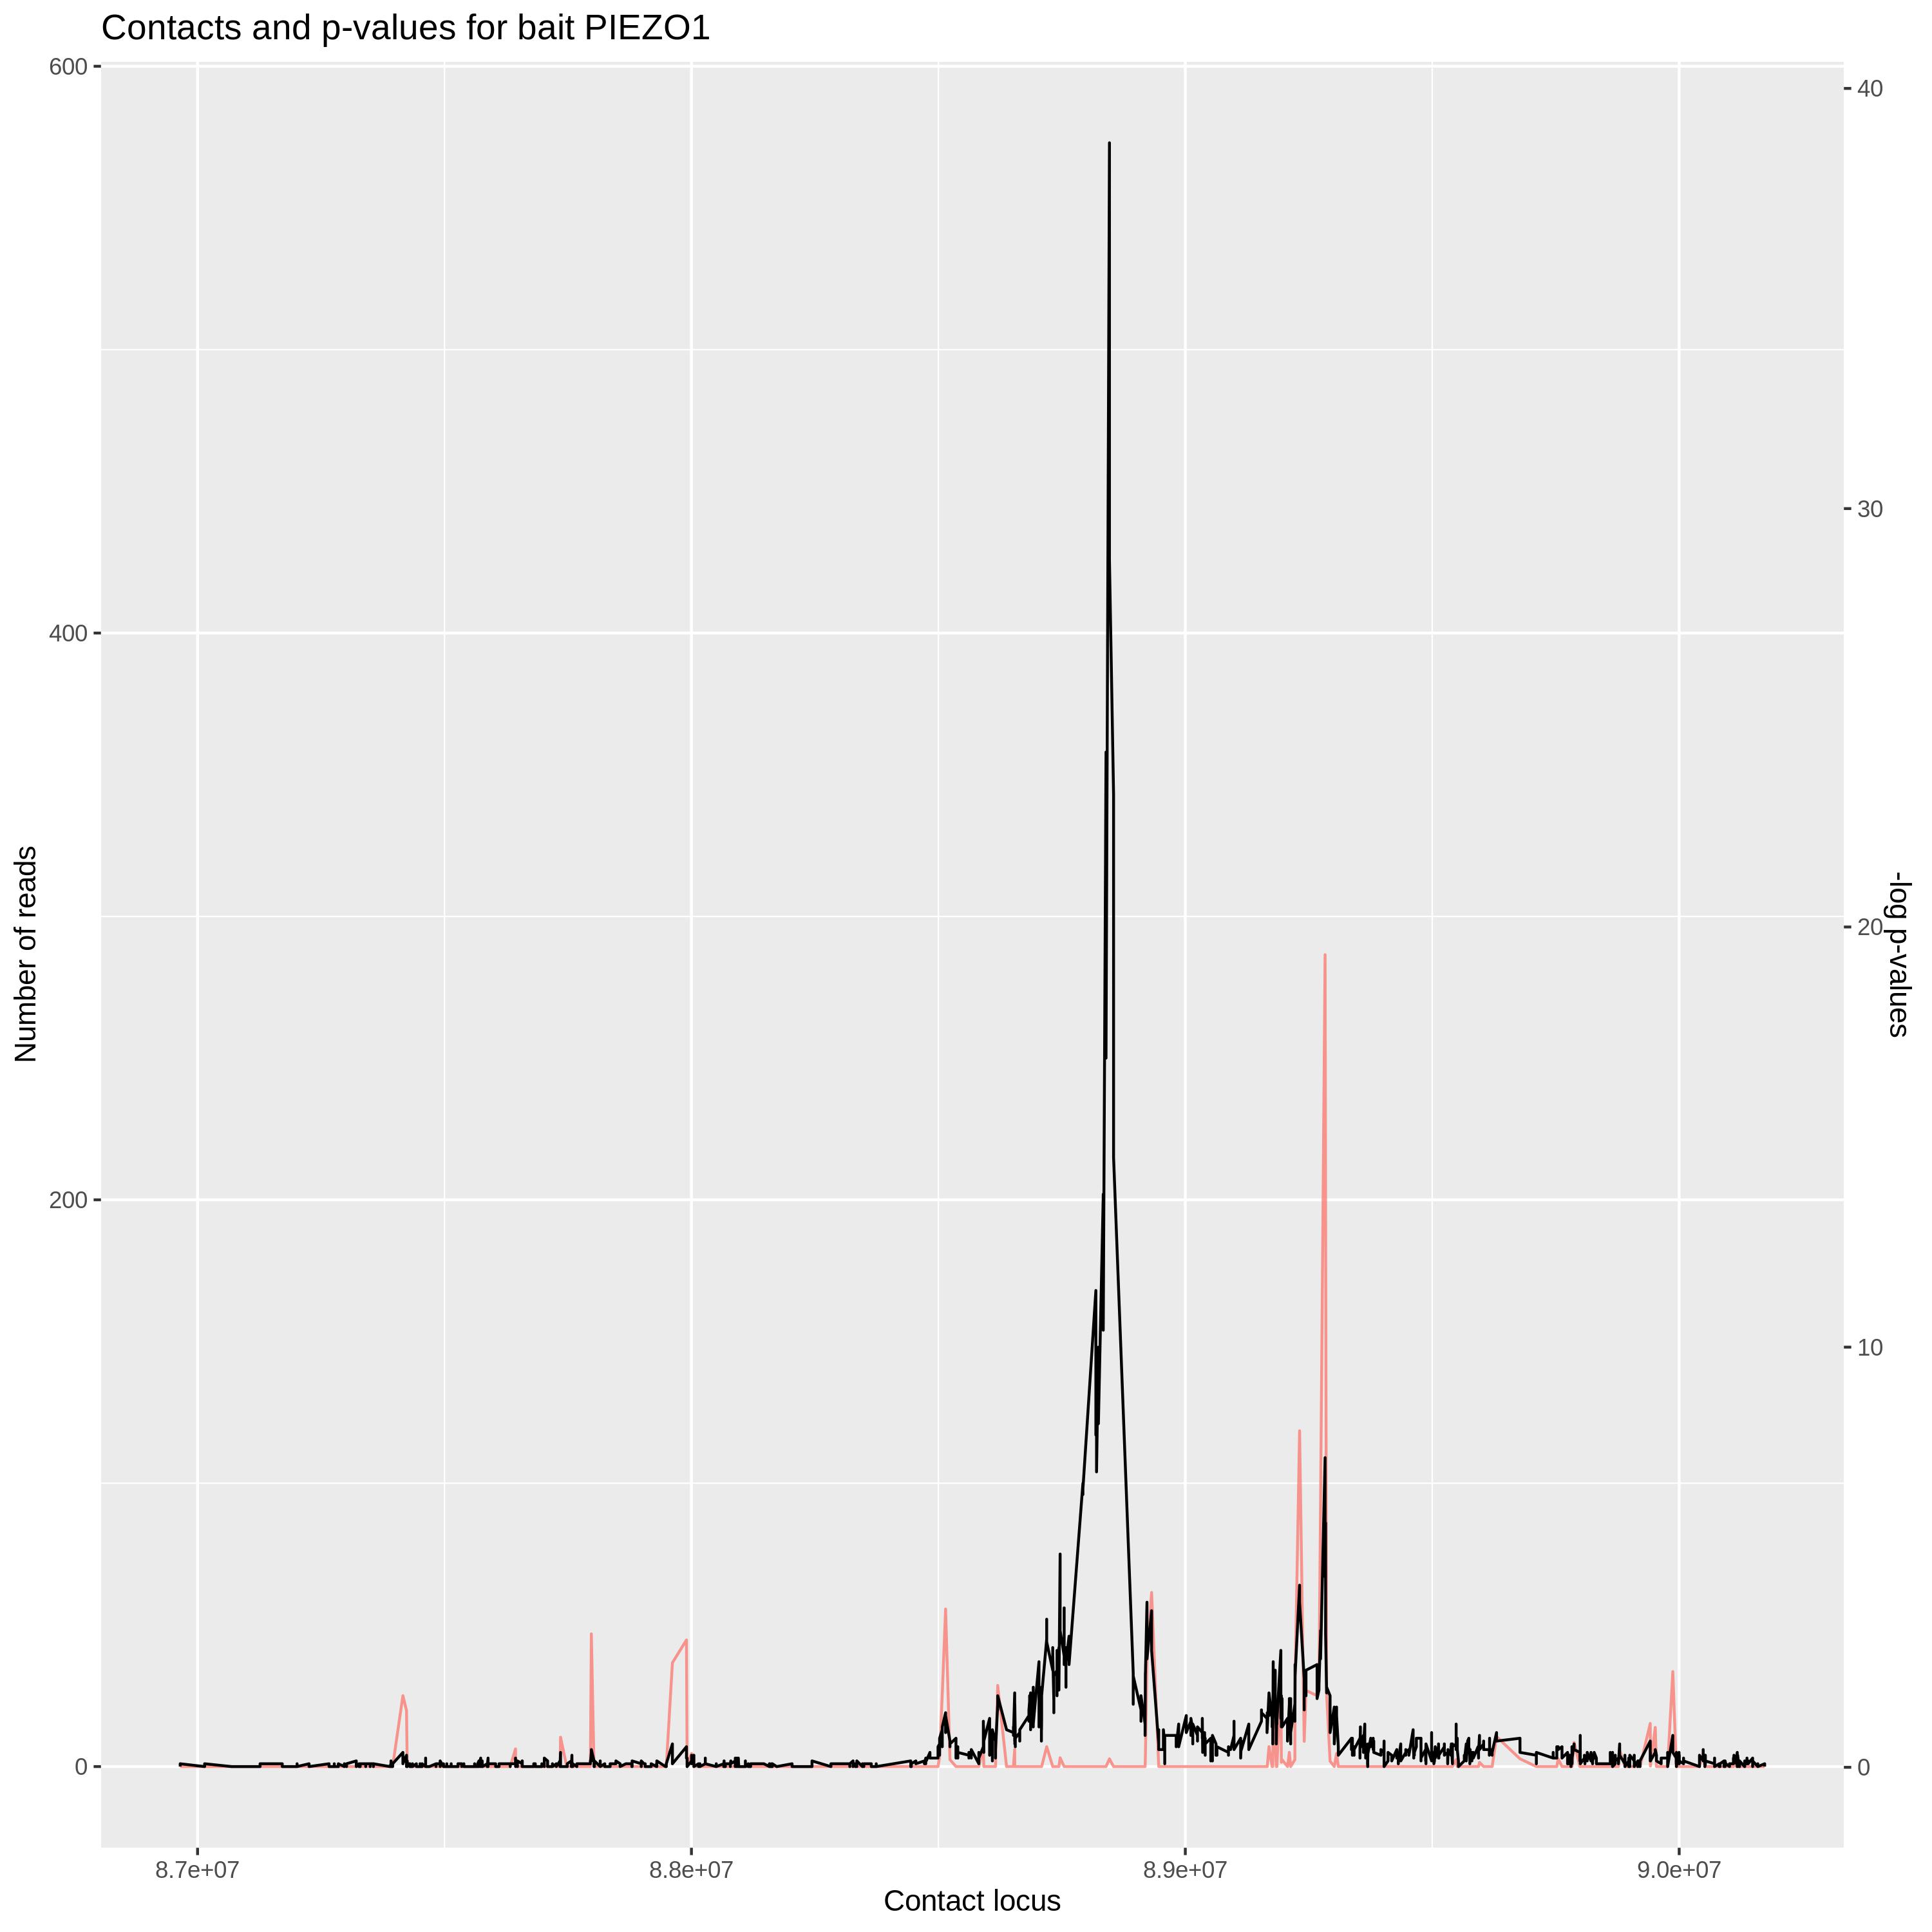 Contacts and p-values for bait PIEZO1
600
400
200
0
Number of reads
40
30
20
10
0
-log p-values
8.7e+07
8.8e+07
8.9e+07
9.0e+07
Contact locus